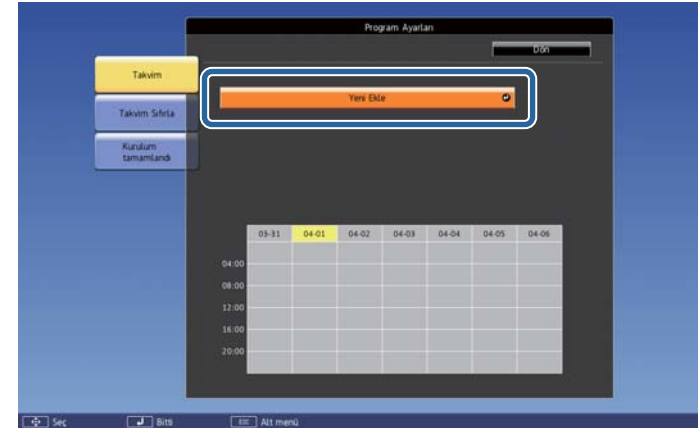 Program Ayarları
Dön
Takvim
Yeni Ekle
Takvim Sıfırla
Kurulum
tamamlandı
03-31 04-01 04-02 04-03 04-04 04-05 04-06
04:00
08:00
12:00
16:00
20:00
Seç Bitti ESC Alt menü